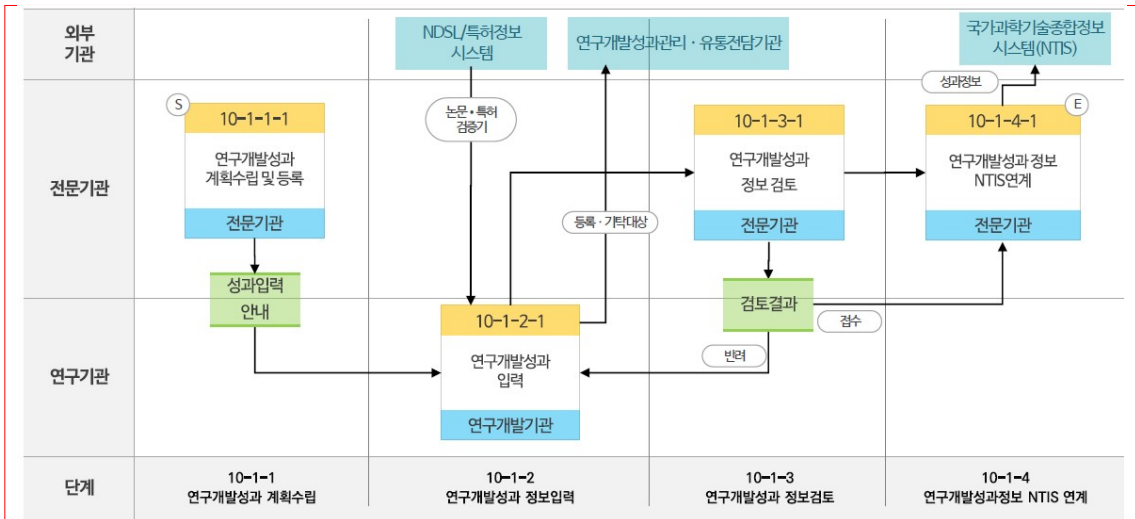 외부
기관
NDSL/특허정보
시스템
연구개발성과관리·유통전담기관
국가과학기술종합정보
시스템(NTIS)
성과정보
S
10-1-1-1
연구개발성과
계획수립 및 등록
전문기관
논문·특허
검증기
10-1-3-1
연구개발성과
정보 검토
전문기관
E
10-1-4-1
연구개발성과 정보
NTIS연계
전문기관
전문기관
등록·기탁대상
성과입력
안내
검토결과
접수
반려
연구기관
10-1-2-1
연구개발성과
입력
연구개발기관
단계
10-1-1
연구개발성과 계획수립
10-1-2
연구개발성과 정보입력
10-1-3
연구개발성과 정보검토
10-1-4
연구개발성과정보 NTIS 연계